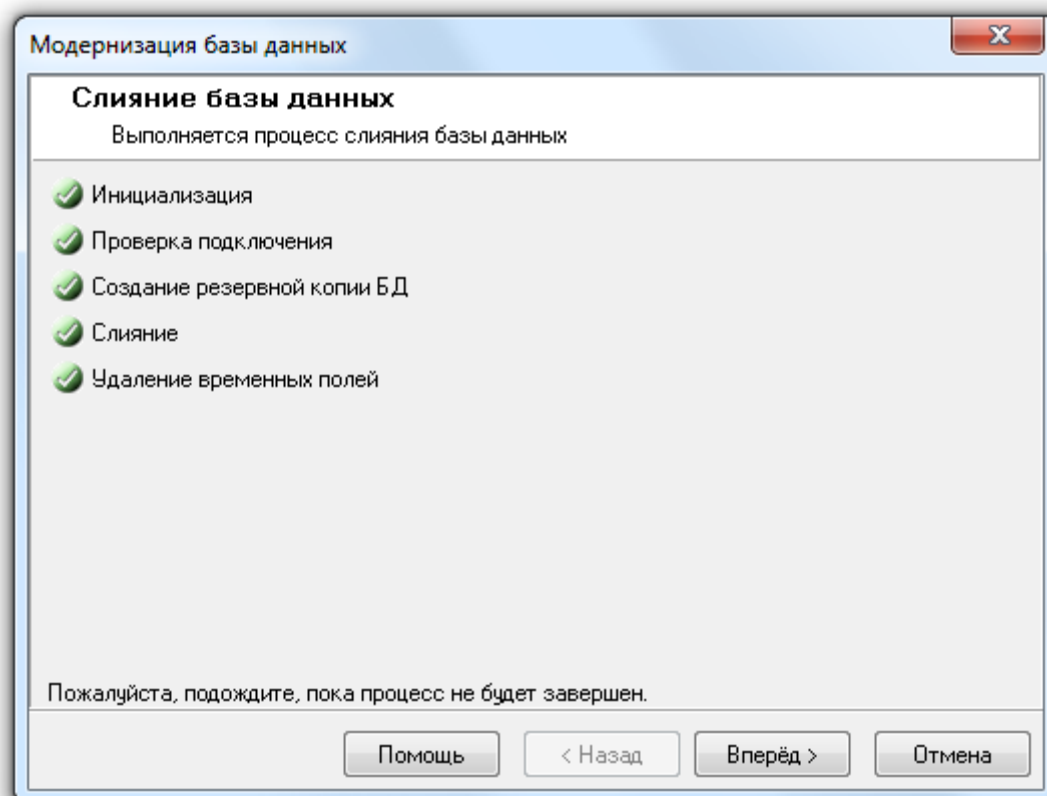 Модернизация базы данных
Слияние базы данных
Выполняется процесс слияния базы данных
Инициализация
Проверка подключения
Создание резервной копии БД
Слияние
Удаление временных полей
Пожалуйста, подождите, пока процесс не будет завершен.
Помощь
< Назад
Вперёд >
Отмена